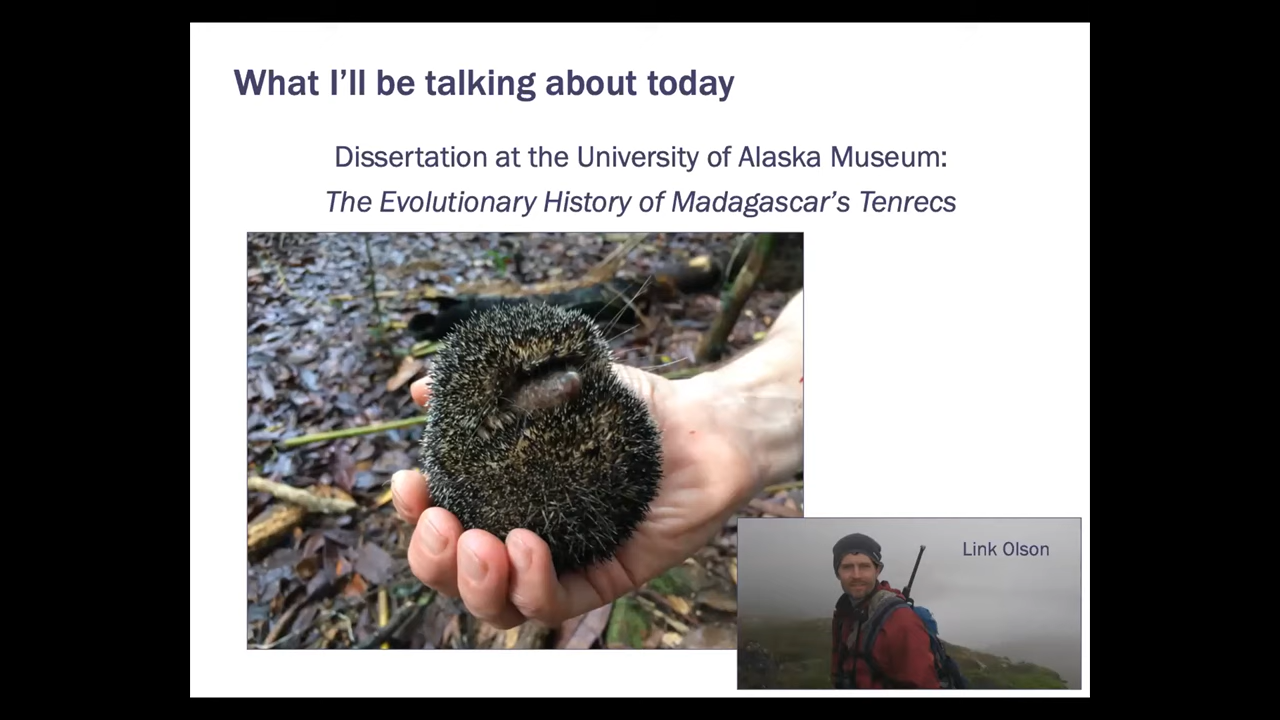 What I'll be talking about today
Dissertation at the University of Alaska Museum:
The Evolutionary History of Madagascar's Tenrecs
Link Olson